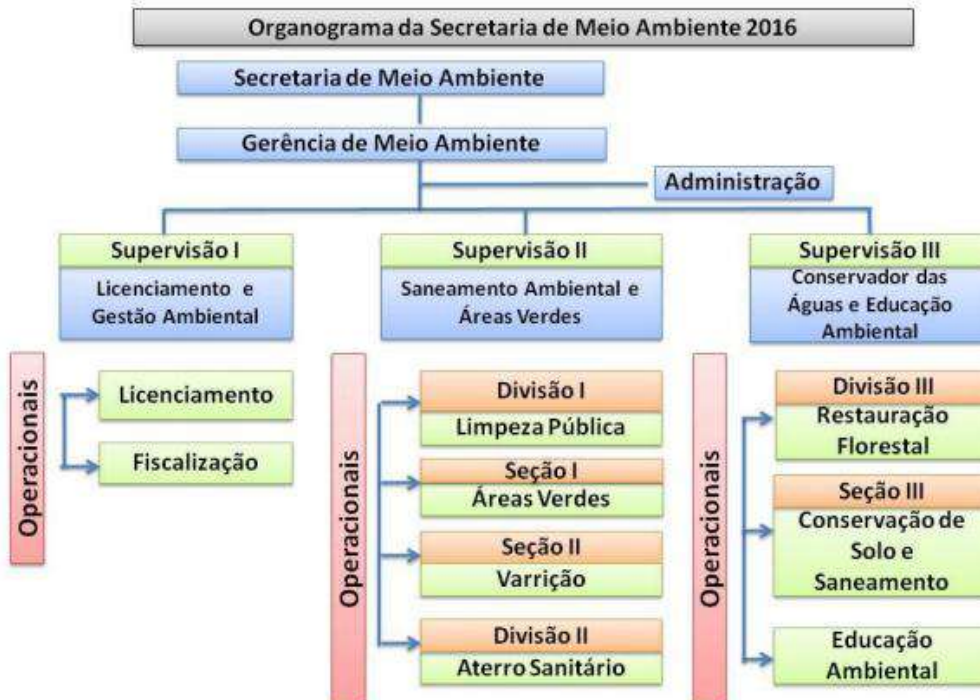 Organograma da Secretaria de Meio Ambiente 2016
Secretaria de Meio Ambiente
Gerência de Meio Ambiente
Administração
Supervisão I
Licenciamento e
Gestão Ambiental
Operacionais
Licenciamento
Fiscalização
Supervisão II
Saneamento Ambiental e
Áreas Verdes
Operacionais
Divisão I
Limpeza Pública
Seção I
Áreas Verdes
Seção II
Varrição
Divisão II
Aterro Sanitário
Supervisão III
Conservador das
Águas e Educação
Ambiental
Operacionais
Divisão III
Restauração
Florestal
Seção III
Conservação de
Solo e
Saneamento
Educação
Ambiental